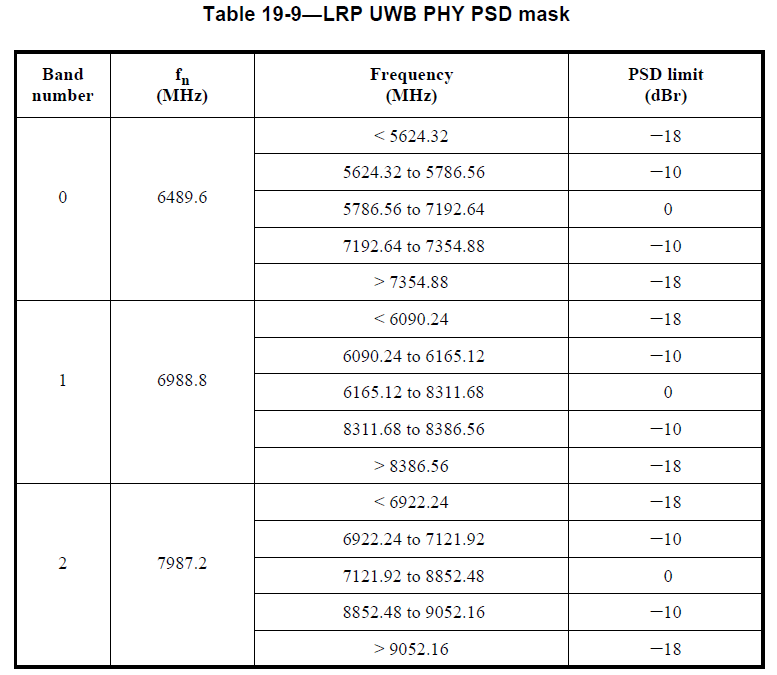 Table 19-9—LRP UWB PHY PSD mask
Band number fn (MHz) Frequency (MHz) PSD limit (dBr)
0 6489.6 < 5624.32 −18
5624.32 to 5786.56 −10
5786.56 to 7192.64 0
7192.64 to 7354.88 −10
> 7354.88 −18
1 6988.8 < 6090.24 −18
6090.24 to 6165.12 −10
6165.12 to 8311.68 0
8311.68 to 8386.56 −10
> 8386.56 −18
2 7987.2 < 6922.24 −18
6922.24 to 7121.92 −10
7121.92 to 8852.48 0
8852.48 to 9052.16 −10
> 9052.16 −18